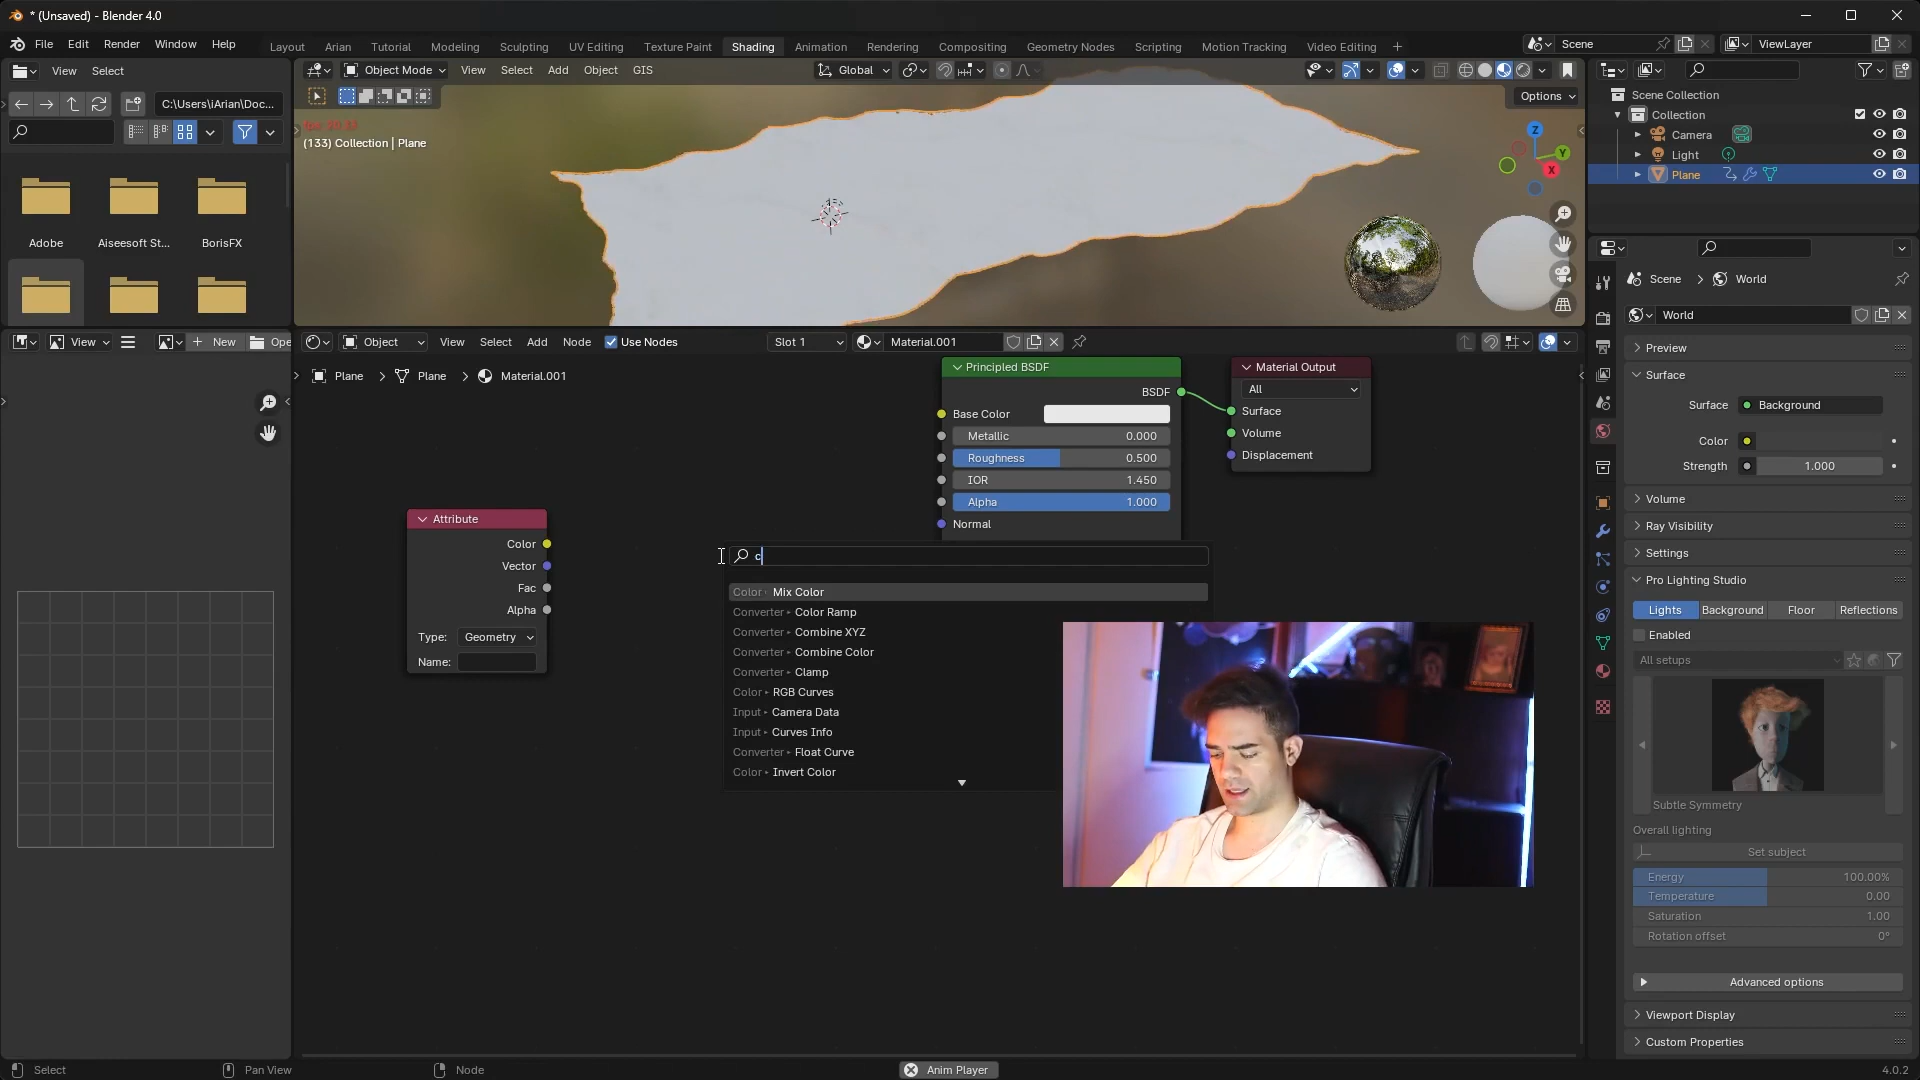 * (Unsaved) - Blender 4.0
File Edit Render Window Help
Layout Arian Tutorial Modeling Sculpting UV Editing Texture Paint Shading Animation Rendering Compositing Geometry Nodes Scripting Motion Tracking Video Editing +
Scene
ViewLayer
View Select
Object Mode View Select Add Object GIS
Global
C:\Users\iArian\Doc...
Options
(133) Collection | Plane
Z
Y
X
Adobe
Aiseesoft St...
BorisFX
Scene Collection
Collection
Camera
Light
Plane
Scene > World
World
Preview
Surface
Surface Background
Color
Strength 1.000
Volume
Ray Visibility
Settings
Pro Lighting Studio
Lights Background Floor Reflections
Enabled
All setups
Subtle Symmetry
Overall lighting
Set subject
Energy 100.00%
Temperature 0.00
Saturation 1.00
Rotation offset 0°
Advanced options
Viewport Display
Custom Properties
View + New Ope
Object View Select Add Node Use Nodes Slot 1 Material.001
Plane > Plane > Material.001
Principled BSDF
BSDF
Base Color
Metallic 0.000
Roughness 0.500
IOR 1.450
Alpha 1.000
Normal
Material Output
All
Surface
Volume
Displacement
Attribute
Color
Vector
Fac
Alpha
Type: Geometry
Name:
c
Color Mix Color
Converter Color Ramp
Converter Combine XYZ
Converter Combine Color
Converter Clamp
Color RGB Curves
Input Camera Data
Input Curves Info
Converter Float Curve
Color Invert Color
Select Pan View Node Anim Player 4.0.2